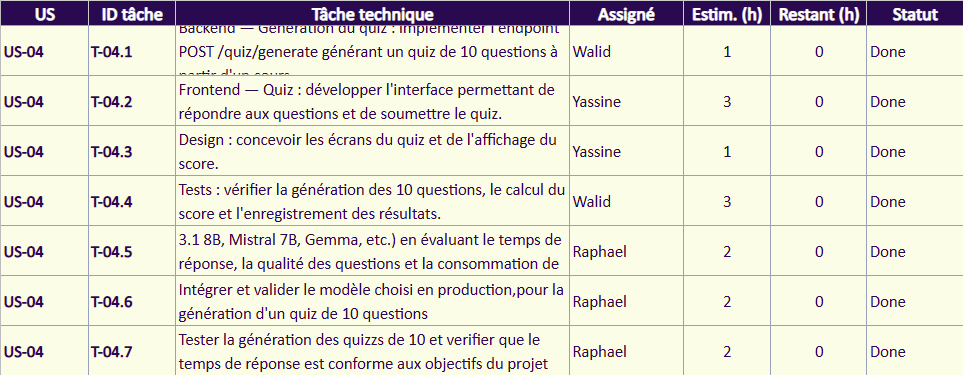 US ID tâche Tâche technique Assigné Estim. (h) Restant (h) Statut
Backend — Génération du quiz : implémenter l'endpoint
US-04 T-04.1 POST /quiz/generate générant un quiz de 10 questions à Walid 1 0 Done
partir d'un cours
US-04 T-04.2 Frontend — Quiz : développer l'interface permettant de Yassine 3 0 Done
répondre aux questions et de soumettre le quiz.
US-04 T-04.3 Design : concevoir les écrans du quiz et de l'affichage du Yassine 1 0 Done
score.
US-04 T-04.4 Tests : vérifier la génération des 10 questions, le calcul du Walid 3 0 Done
score et l'enregistrement des résultats.
US-04 T-04.5 3.1 8B, Mistral 7B, Gemma, etc.) en évaluant le temps de Raphael 2 0 Done
réponse, la qualité des questions et la consommation de
US-04 T-04.6 Intégrer et valider le modèle choisi en production,pour la Raphael 2 0 Done
génération d'un quiz de 10 questions
US-04 T-04.7 Tester la génération des quizzs de 10 et verifier que le Raphael 2 0 Done
temps de réponse est conforme aux objectifs du projet